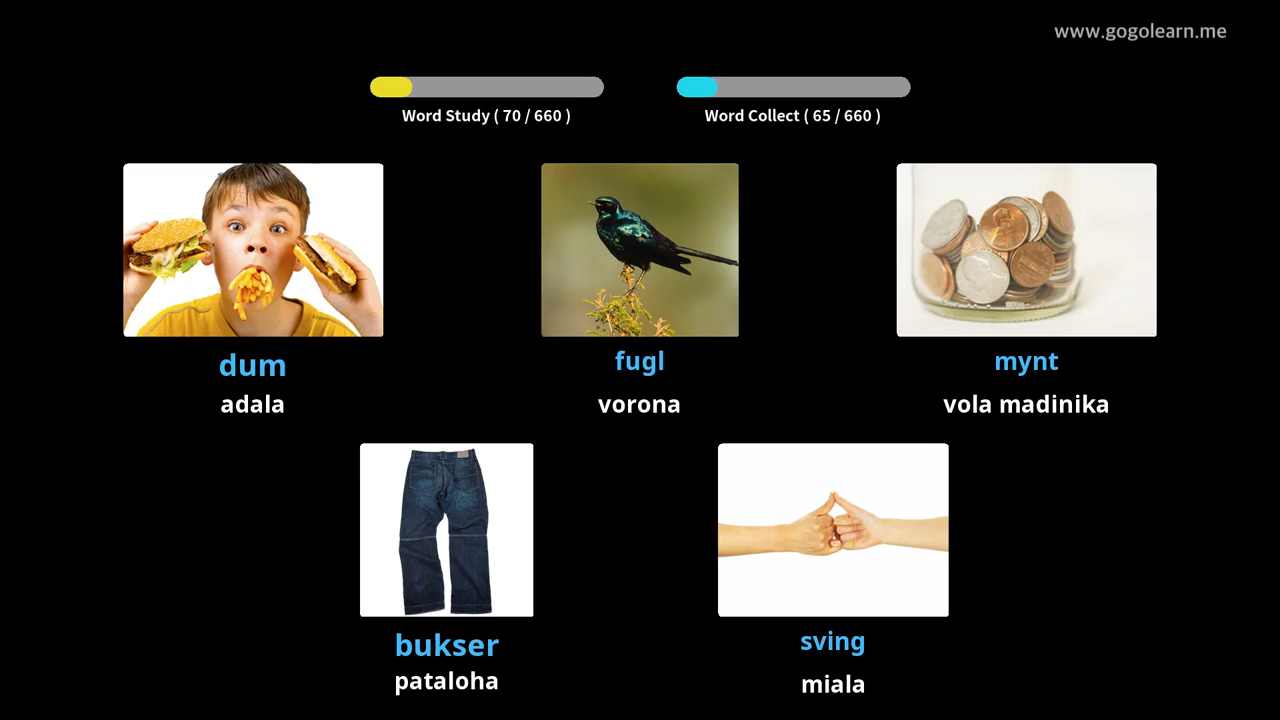 www.gogolearn.me
Word Study ( 70 / 660 )
Word Collect ( 65 / 660 )
dum
adala
fugl
vorona
mynt
vola madinika
bukser
pataloha
sving
miala